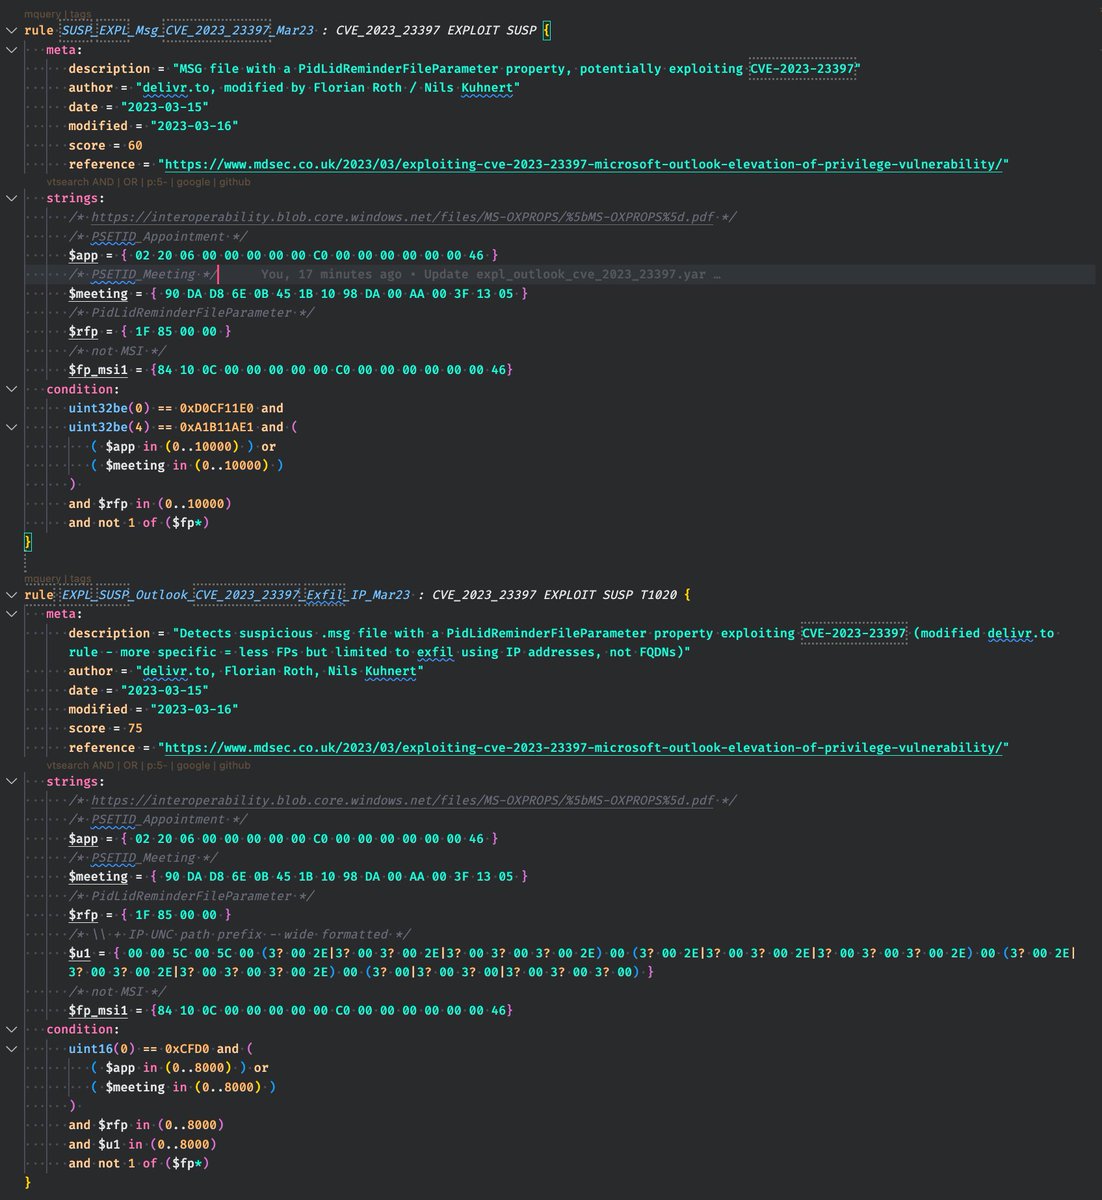 mquery | tags
rule SUSP_EXPL_Msg_CVE_2023_23397_Mar23 : CVE_2023_23397 EXPLOIT SUSP {
meta:
description = "MSG file with a PidLidReminderFileParameter property, potentially exploiting CVE-2023-23397"
author = "delivr.to, modified by Florian Roth / Nils Kuhnert"
date = "2023-03-15"
modified = "2023-03-16"
score = 60
reference = "https://www.mdsec.co.uk/2023/03/exploiting-cve-2023-23397-microsoft-outlook-elevation-of-privilege-vulnerability/"
vtsearch AND | OR | p:5- | google | github
strings:
/* https://interoperability.blob.core.windows.net/files/MS-OXPROPS/%5bMS-OXPROPS%5d.pdf */
/* PSETID_Appointment */
$app = { 02 20 06 00 00 00 00 00 C0 00 00 00 00 00 00 46 }
/* PSETID_Meeting */ You, 17 minutes ago • Update expl_outlook_cve_2023_23397.yar …
$meeting = { 90 DA D8 6E 0B 45 1B 10 98 DA 00 AA 00 3F 13 05 }
/* PidLidReminderFileParameter */
$rfp = { 1F 85 00 00 }
/* not MSI */
$fp_msi1 = {84 10 0C 00 00 00 00 00 C0 00 00 00 00 00 00 46}
condition:
uint32be(0) == 0xD0CF11E0 and
uint32be(4) == 0xA1B11AE1 and (
( $app in (0..10000) ) or
( $meeting in (0..10000) )
)
and $rfp in (0..10000)
and not 1 of ($fp*)
}
mquery | tags
rule EXPL_SUSP_Outlook_CVE_2023_23397_Exfil_IP_Mar23 : CVE_2023_23397 EXPLOIT SUSP T1020 {
meta:
description = "Detects suspicious .msg file with a PidLidReminderFileParameter property exploiting CVE-2023-23397 (modified delivr.to
rule - more specific = less FPs but limited to exfil using IP addresses, not FQDNs)"
author = "delivr.to, Florian Roth, Nils Kuhnert"
date = "2023-03-15"
modified = "2023-03-16"
score = 75
reference = "https://www.mdsec.co.uk/2023/03/exploiting-cve-2023-23397-microsoft-outlook-elevation-of-privilege-vulnerability/"
vtsearch AND | OR | p:5- | google | github
strings:
/* https://interoperability.blob.core.windows.net/files/MS-OXPROPS/%5bMS-OXPROPS%5d.pdf */
/* PSETID_Appointment */
$app = { 02 20 06 00 00 00 00 00 C0 00 00 00 00 00 00 46 }
/* PSETID_Meeting */
$meeting = { 90 DA D8 6E 0B 45 1B 10 98 DA 00 AA 00 3F 13 05 }
/* PidLidReminderFileParameter */
$rfp = { 1F 85 00 00 }
/* \\ + IP UNC path prefix - wide formatted */
$u1 = { 00 00 5C 00 5C 00 (3? 00 2E|3? 00 3? 00 2E|3? 00 3? 00 3? 00 2E) 00 (3? 00 2E|3? 00 3? 00 2E|3? 00 3? 00 3? 00 2E) 00 (3? 00 2E|
3? 00 3? 00 2E|3? 00 3? 00 3? 00 2E) 00 (3? 00|3? 00 3? 00|3? 00 3? 00 3? 00) }
/* not MSI */
$fp_msi1 = {84 10 0C 00 00 00 00 00 C0 00 00 00 00 00 00 46}
condition:
uint16(0) == 0xCFD0 and (
( $app in (0..8000) ) or
( $meeting in (0..8000) )
)
and $rfp in (0..8000)
and $u1 in (0..8000)
and not 1 of ($fp*)
}